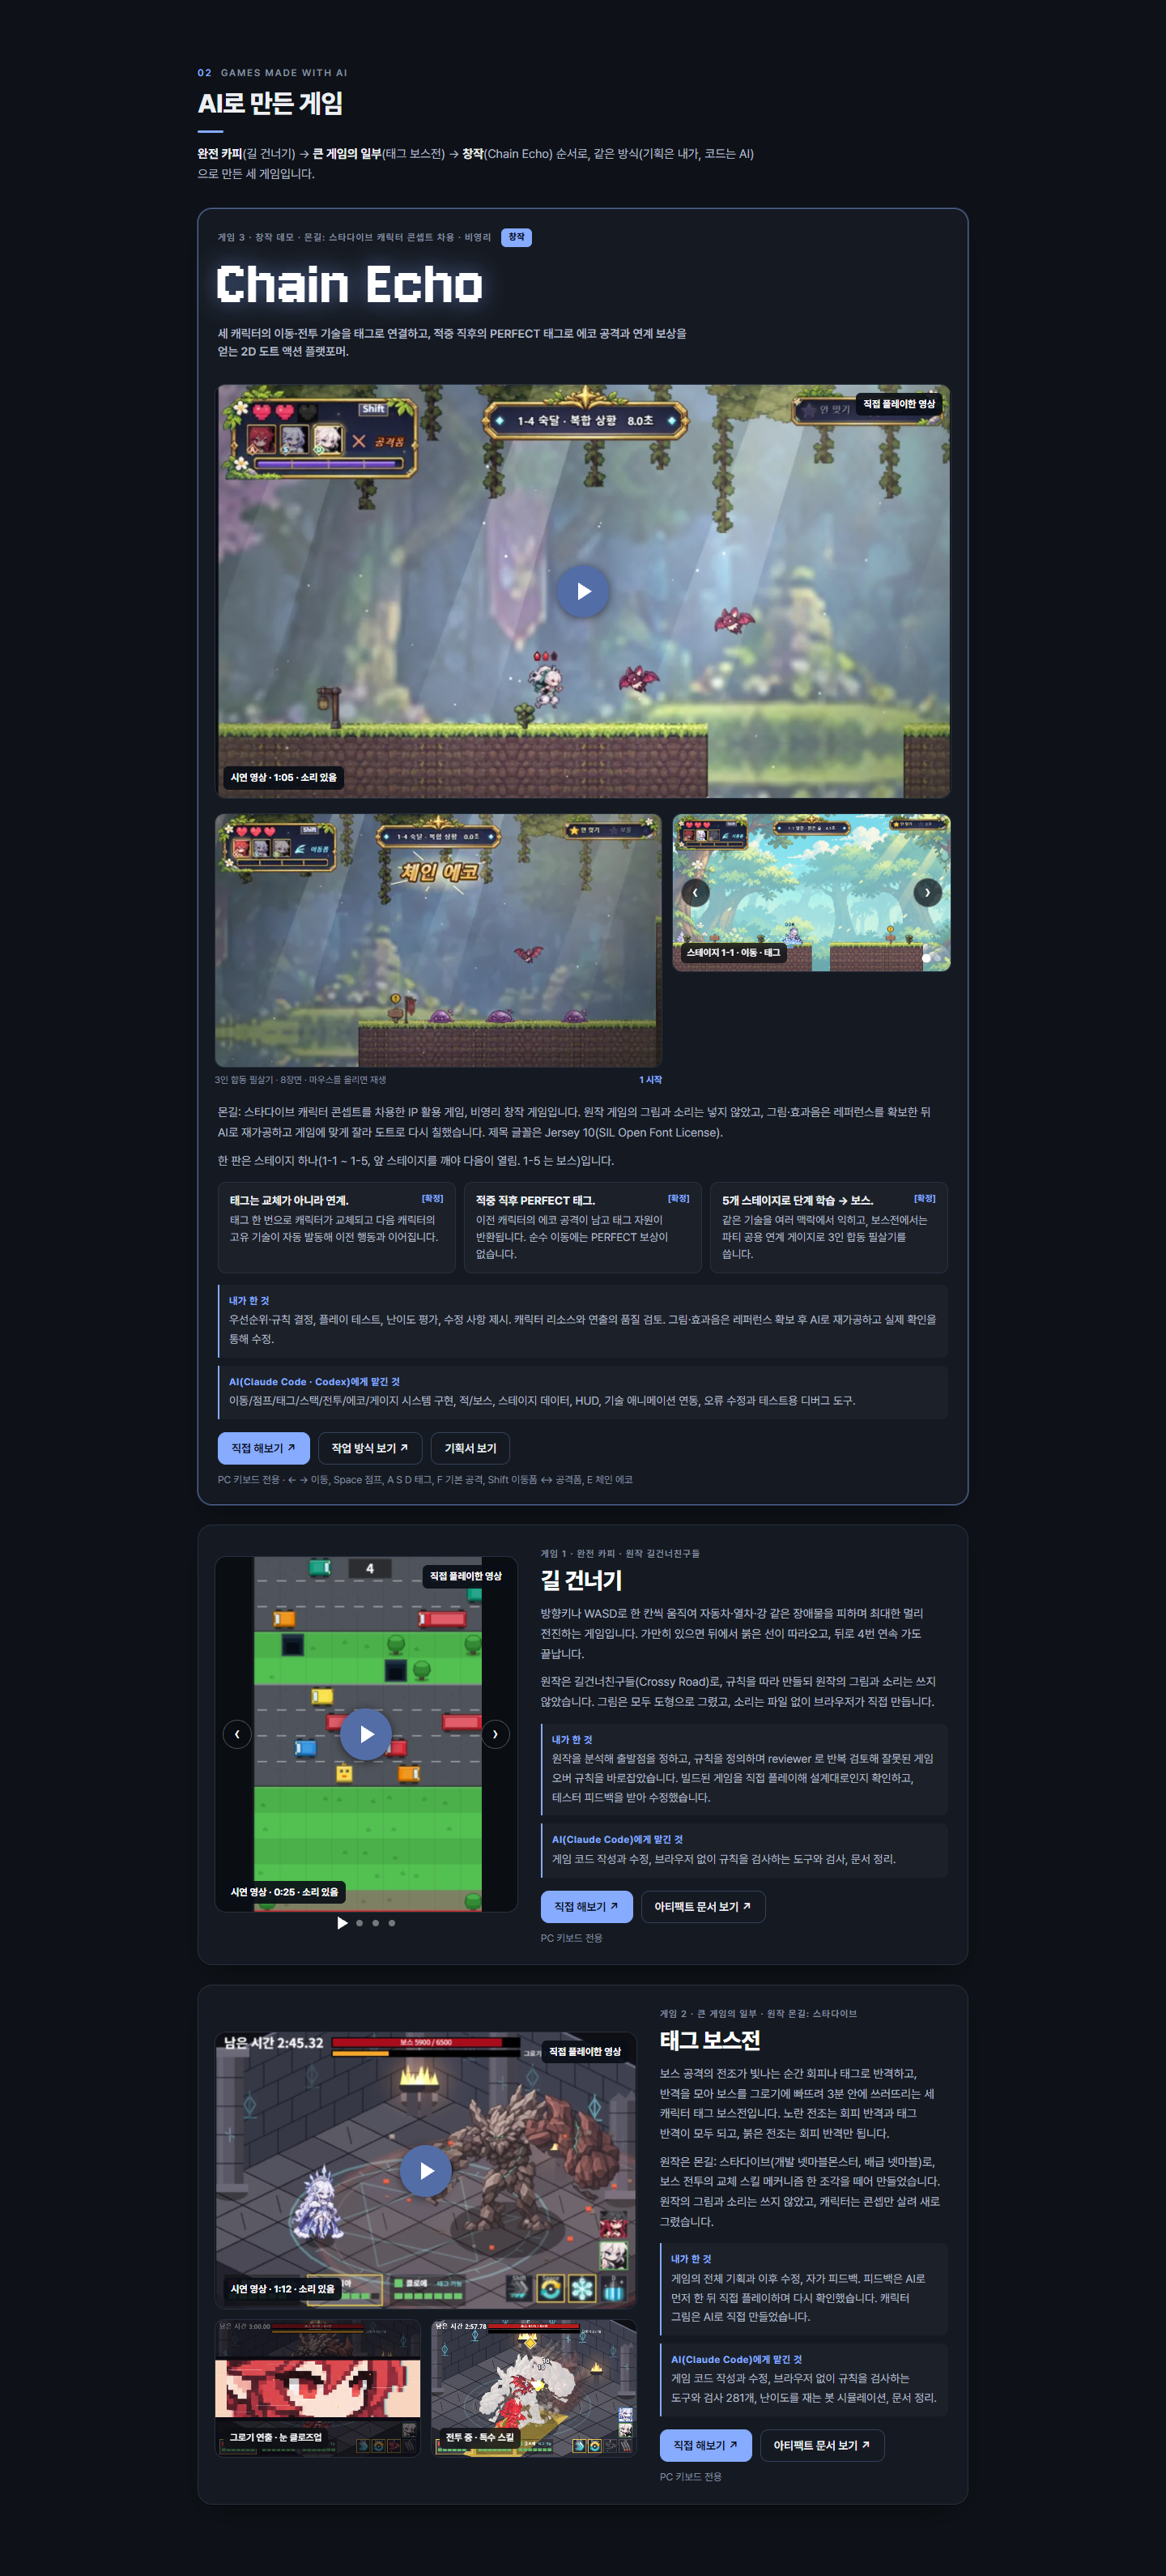 02 GAMES MADE WITH AI
AI로 만든 게임
완전 카피(길 건너기) → 큰 게임의 일부(태그 보스전) → 창작(Chain Echo) 순서로, 같은 방식(기획은 내가, 코드는 AI)
으로 만든 세 게임입니다.
게임 3 · 창작 데모 · 몬길: 스타다이브 캐릭터 콘셉트 차용 · 비영리 창작
Chain Echo
세 캐릭터의 이동·전투 기술을 태그로 연결하고, 적중 직후의 PERFECT 태그로 에코 공격과 연계 보상을
얻는 2D 도트 액션 플랫포머.
Shift
공격폼
1-4 숙달 · 복합 상황 8.0초
안 맞기
직접 플레이한 영상
시연 영상 · 1:05 · 소리 있음
Shift
이동폼
1-4 숙달 · 복합 상황 0.0초
안 맞기
체인 에코
스테이지 1-1 · 이동 · 태그
3인 합동 필살기 · 8장면 · 마우스를 올리면 재생
1 시작
몬길: 스타다이브 캐릭터 콘셉트를 차용한 IP 활용 게임, 비영리 창작 게임입니다. 원작 게임의 그림과 소리는 넣지 않았고, 그림·효과음은 레퍼런스를 확보한 뒤
AI로 재가공하고 게임에 맞게 잘라 도트로 다시 칠했습니다. 제목 글꼴은 Jersey 10(SIL Open Font License).
한 판은 스테이지 하나(1-1 ~ 1-5, 앞 스테이지를 깨야 다음이 열림. 1-5 는 보스)입니다.
태그는 교체가 아니라 연계. [확정]
태그 한 번으로 캐릭터가 교체되고 다음 캐릭터의
고유 기술이 자동 발동해 이전 행동과 이어집니다.
적중 직후 PERFECT 태그. [확정]
이전 캐릭터의 에코 공격이 남고 태그 자원이
반환됩니다. 순수 이동에는 PERFECT 보상이
없습니다.
5개 스테이지로 단계 학습 → 보스. [확정]
같은 기술을 여러 맥락에서 익히고, 보스전에서는
파티 공용 연계 게이지로 3인 합동 필살기를
씁니다.
내가 한 것
우선순위·규칙 결정, 플레이 테스트, 난이도 평가, 수정 사항 제시. 캐릭터 리소스와 연출의 품질 검토. 그림·효과음은 레퍼런스 확보 후 AI로 재가공하고 실제 확인을
통해 수정.
AI(Claude Code · Codex)에게 맡긴 것
이동/점프/태그/스택/전투/에코/게이지 시스템 구현, 적/보스, 스테이지 데이터, HUD, 기술 애니메이션 연동, 오류 수정과 테스트용 디버그 도구.
직접 해보기 ↗
작업 방식 보기 ↗
기획서 보기
PC 키보드 전용 · ← → 이동, Space 점프, A S D 태그, F 기본 공격, Shift 이동폼 ↔ 공격폼, E 체인 에코
4
직접 플레이한 영상
시연 영상 · 0:25 · 소리 있음
게임 1 · 완전 카피 · 원작 길건너친구들
길 건너기
방향키나 WASD로 한 칸씩 움직여 자동차·열차·강 같은 장애물을 피하며 최대한 멀리
전진하는 게임입니다. 가만히 있으면 뒤에서 붉은 선이 따라오고, 뒤로 4번 연속 가도
끝납니다.
원작은 길건너친구들(Crossy Road)로, 규칙을 따라 만들되 원작의 그림과 소리는 쓰지
않았습니다. 그림은 모두 도형으로 그렸고, 소리는 파일 없이 브라우저가 직접 만듭니다.
내가 한 것
원작을 분석해 출발점을 정하고, 규칙을 정의하며 reviewer 로 반복 검토해 잘못된 게임
오버 규칙을 바로잡았습니다. 빌드된 게임을 직접 플레이해 설계대로인지 확인하고,
테스터 피드백을 받아 수정했습니다.
AI(Claude Code)에게 맡긴 것
게임 코드 작성과 수정, 브라우저 없이 규칙을 검사하는 도구와 검사, 문서 정리.
직접 해보기 ↗
아티팩트 문서 보기 ↗
PC 키보드 전용
남은 시간 2:45.32
보스 5900 / 6500
직접 플레이한 영상
시연 영상 · 1:12 · 소리 있음
클로에
태그 가능
남은 시간 3:00.00
그로기 연출 · 눈 클로즈업
남은 시간 2:57.78
전투 중 · 특수 스킬
게임 2 · 큰 게임의 일부 · 원작 몬길: 스타다이브
태그 보스전
보스 공격의 전조가 빛나는 순간 회피나 태그로 반격하고,
반격을 모아 보스를 그로기에 빠뜨려 3분 안에 쓰러뜨리는 세
캐릭터 태그 보스전입니다. 노란 전조는 회피 반격과 태그
반격이 모두 되고, 붉은 전조는 회피 반격만 됩니다.
원작은 몬길: 스타다이브(개발 넷마블몬스터, 배급 넷마블)로,
보스 전투의 교체 스킬 메커니즘 한 조각을 떼어 만들었습니다.
원작의 그림과 소리는 쓰지 않았고, 캐릭터는 콘셉만 살려 새로
그렸습니다.
내가 한 것
게임의 전체 기획과 이후 수정, 자가 피드백. 피드백은 AI로
먼저 한 뒤 직접 플레이하며 다시 확인했습니다. 캐릭터
그림은 AI로 직접 만들었습니다.
AI(Claude Code)에게 맡긴 것
게임 코드 작성과 수정, 브라우저 없이 규칙을 검사하는
도구와 검사 281개, 난이도를 재는 봇 시뮬레이션, 문서 정리.
직접 해보기 ↗
아티팩트 문서 보기 ↗
PC 키보드 전용